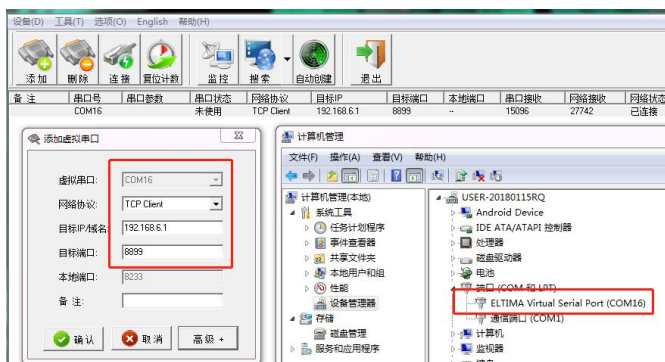 设备(D) 工具(T) 选项(O) English 帮助(H)
添加 删除 连接 复位计数 监控 搜索 自动创建 退出
备注 串口号 串口参数 串口状态 网络协议 目标IP 目标端口 本地端口 串口接收 网络接收 网络状态
COM16 未使用 TCP Client 192.168.6.1 8899 -- 15096 27742 已连接
添加虚拟串口
虚拟串口: COM16
网络协议: TCP Client
目标IP/域名: 192.168.6.1
目标端口: 8899
本地端口: 8233
备 注:
确认 取消 高级 +
计算机管理
文件(F) 操作(A) 查看(V) 帮助(H)
计算机管理(本地)
系统工具
任务计划程序
事件查看器
共享文件夹
本地用户和组
性能
设备管理器
存储
磁盘管理
服务和应用程序
USER-20180115RQ
Android Device
IDE ATA/ATAPI 控制器
处理器
磁盘驱动器
电池
端口 (COM 和 LPT)
ELTIMA Virtual Serial Port (COM16)
通信端口 (COM1)
计算机
监视器